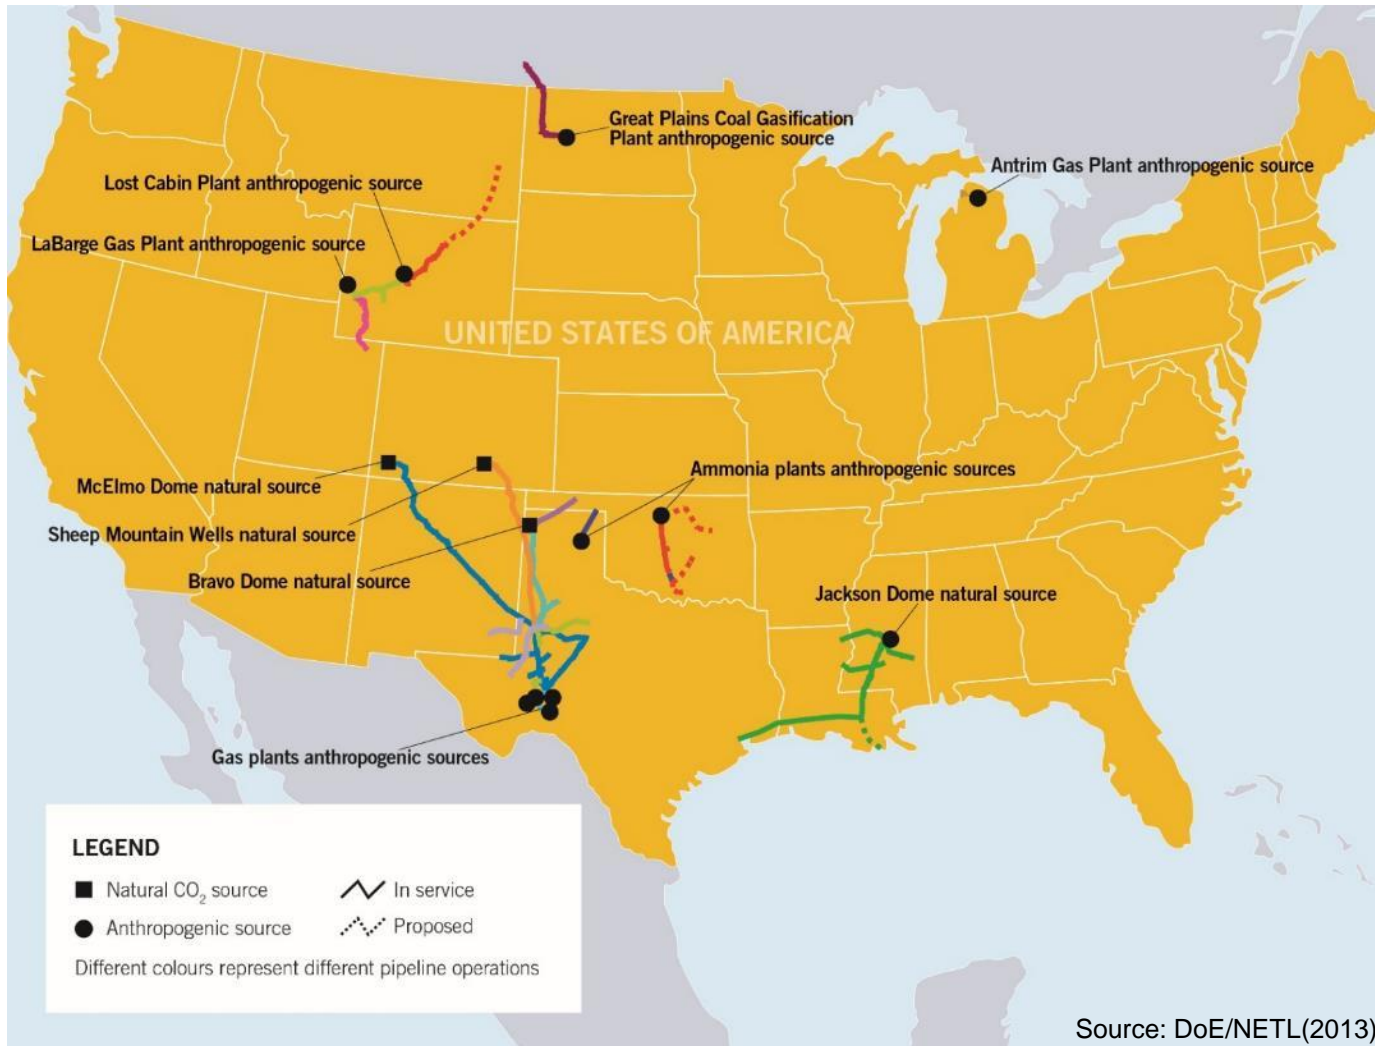 Great Plains Coal Gasification
Plant anthropogenic source
Antrim Gas Plant anthropogenic source
Lost Cabin Plant anthropogenic source
LaBarge Gas Plant anthropogenic source
UNITED STATES OF AMERICA
McElmo Dome natural source
Ammonia plants anthropogenic sources
Sheep Mountain Wells natural source
Bravo Dome natural source
Jackson Dome natural source
Gas plants anthropogenic sources
LEGEND
Natural CO₂ source
In service
Anthropogenic source
Proposed
Different colours represent different pipeline operations
Source: DoE/NETL(2013)